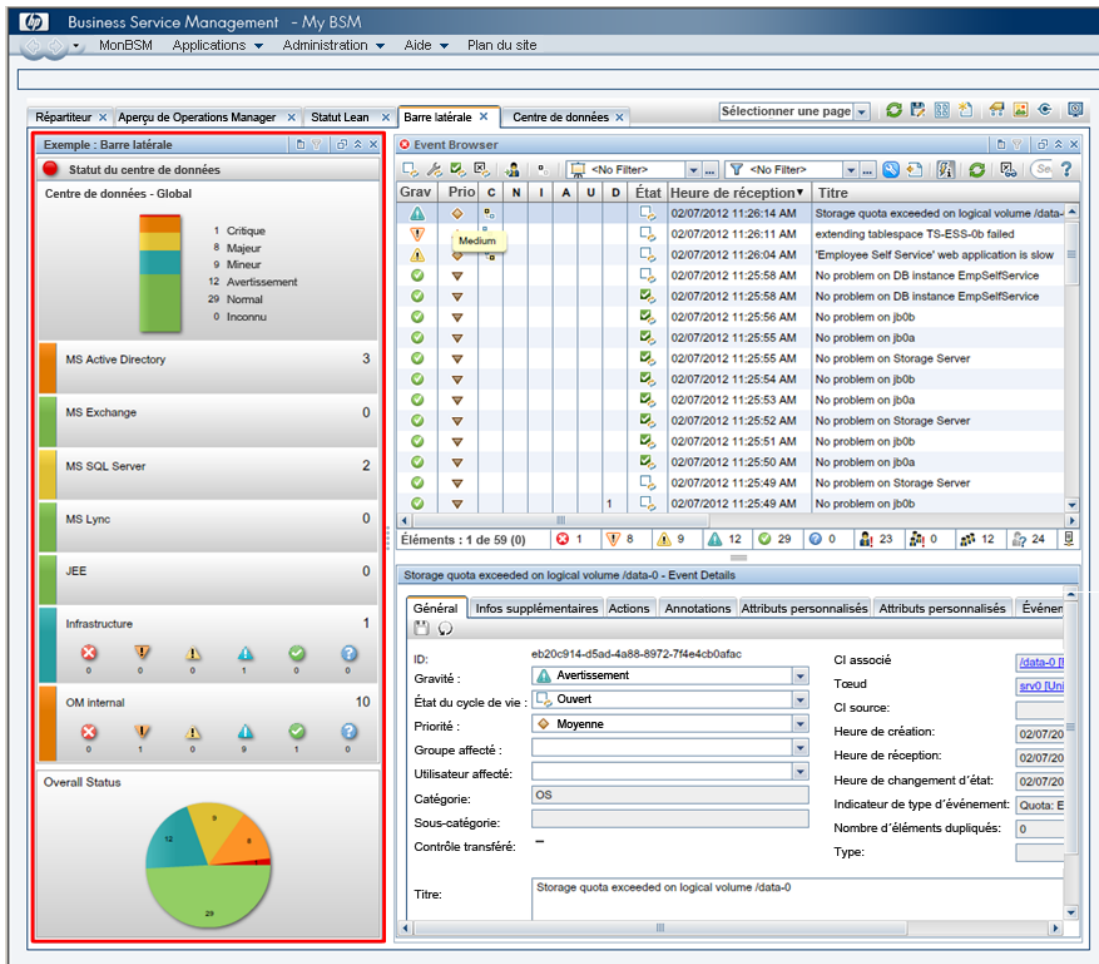 hp Business Service Management - My BSM
MonBSM Applications Administration Aide Plan du site
Répartiteur Aperçu de Operations Manager Statut Lean Barre latérale Centre de données Sélectionner une page
Exemple : Barre latérale
Statut du centre de données
Centre de données - Global
1 Critique
8 Majeur
9 Mineur
12 Avertissement
29 Normal
0 Inconnu
MS Active Directory 3
MS Exchange 0
MS SQL Server 2
MS Lync 0
JEE 0
Infrastructure 1
0 0 0 1 0 0
OM internal 10
0 1 0 9 1 0
Overall Status
9
12
8
1
29
Event Browser
<No Filter> ... <No Filter> ... Se ?
Grav Prio C N I A U D État Heure de réception Titre
02/07/2012 11:26:14 AM Storage quota exceeded on logical volume /data-
02/07/2012 11:26:11 AM extending tablespace TS-ESS-0b failed
Medium
02/07/2012 11:26:04 AM 'Employee Self Service' web application is slow
02/07/2012 11:25:58 AM No problem on DB instance EmpSelfService
02/07/2012 11:25:58 AM No problem on DB instance EmpSelfService
02/07/2012 11:25:56 AM No problem on jb0b
02/07/2012 11:25:55 AM No problem on jb0a
02/07/2012 11:25:55 AM No problem on Storage Server
02/07/2012 11:25:54 AM No problem on jb0b
02/07/2012 11:25:53 AM No problem on jb0a
02/07/2012 11:25:52 AM No problem on Storage Server
02/07/2012 11:25:51 AM No problem on jb0b
02/07/2012 11:25:50 AM No problem on jb0a
02/07/2012 11:25:49 AM No problem on Storage Server
1 02/07/2012 11:25:49 AM No problem on jb0b
Éléments : 1 de 59 (0) 1 8 9 12 29 0 23 0 12 24
Storage quota exceeded on logical volume /data-0 - Event Details
Général Infos supplémentaires Actions Annotations Attributs personnalisés Attributs personnalisés Événem
ID: eb20c914-d5ad-4a88-8972-7f4e4cb0afac
Gravité : Avertissement
État du cycle de vie : Ouvert
Priorité : Moyenne
Groupe affecté :
Utilisateur affecté:
Catégorie: OS
Sous-catégorie:
Contrôle transféré: –
Titre: Storage quota exceeded on logical volume /data-0
CI associé /data-0 [
Tœud srv0 [Uni
CI source:
Heure de création: 02/07/20
Heure de réception: 02/07/20
Heure de changement d´état: 02/07/20
Indicateur de type d´événement: Quota: E
Nombre d´éléments dupliqués: 0
Type: